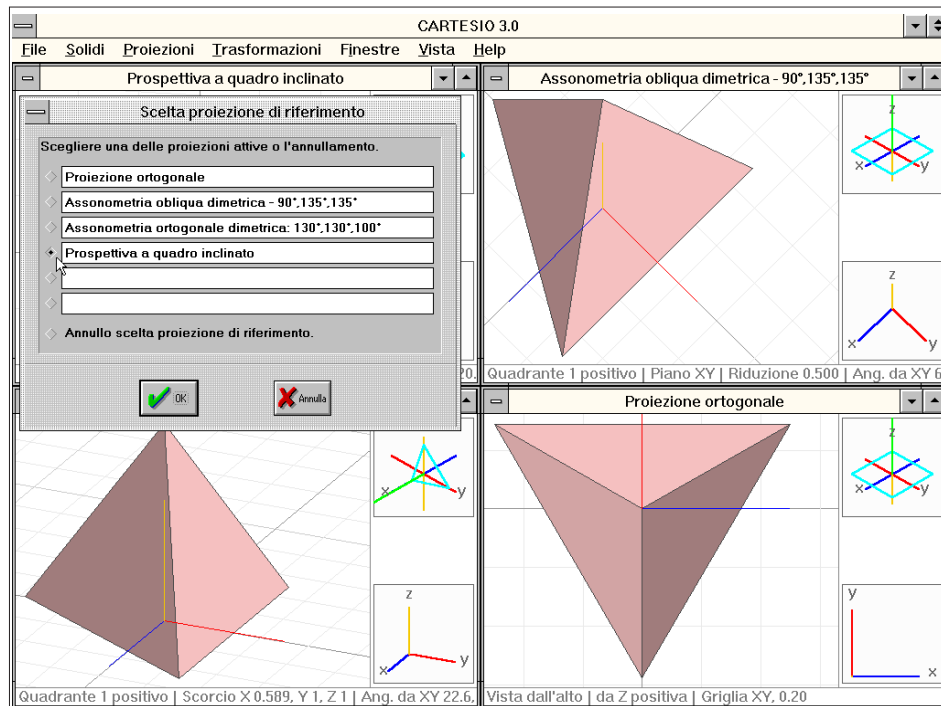 CARTESIO 3.0
File Solidi Proiezioni Trasformazioni Finestre Vista Help
Prospettiva a quadro inclinato
Assonometria obliqua dimetrica - 90°,135°,135°
Scelta proiezione di riferimento
Scegliere una delle proiezioni attive o l'annullamento.
Proiezione ortogonale
Assonometria obliqua dimetrica - 90°,135°,135°
Assonometria ortogonale dimetrica: 130°,130°,100°
Prospettiva a quadro inclinato
Annullo scelta proiezione di riferimento.
OK Annulla
z
x y
z
x y
20.
Quadrante 1 positivo | Piano XY | Riduzione 0.500 | Ang. da XY 6
Proiezione ortogonale
x y
z
x y
Quadrante 1 positivo | Scorcio X 0.589, Y 1, Z 1 | Ang. da XY 22.6,
z
x y
y
x
Vista dall'alto | da Z positiva | Griglia XY, 0.20